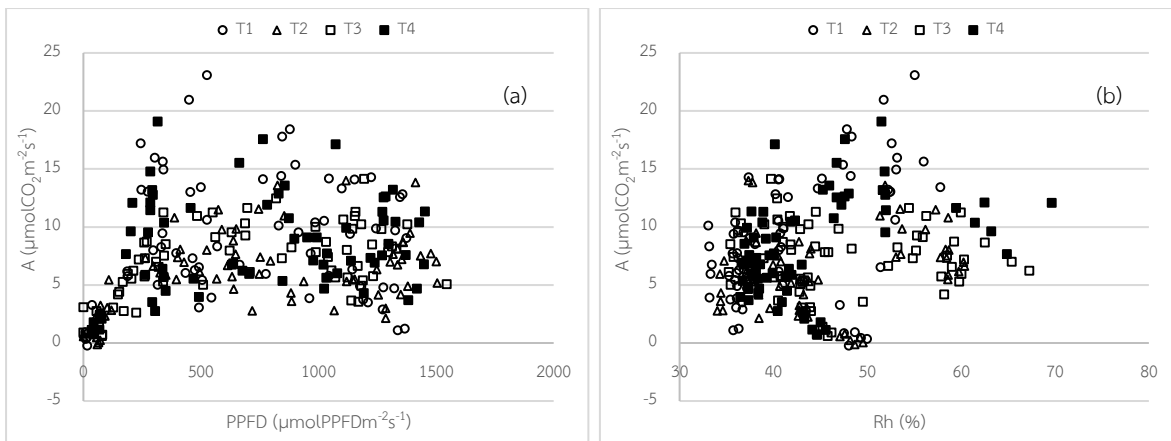 T1 T2 T3 T4
(a)
25
20
15
10
5
0
-5
A (µmolCO₂m⁻²s⁻¹)
0 500 1000 1500 2000
PPFD (µmolPPFDm⁻²s⁻¹)
T1 T2 T3 T4
(b)
25
20
15
10
5
0
-5
A (µmolCO₂m⁻²s⁻¹)
30 40 50 60 70 80
Rh (%)